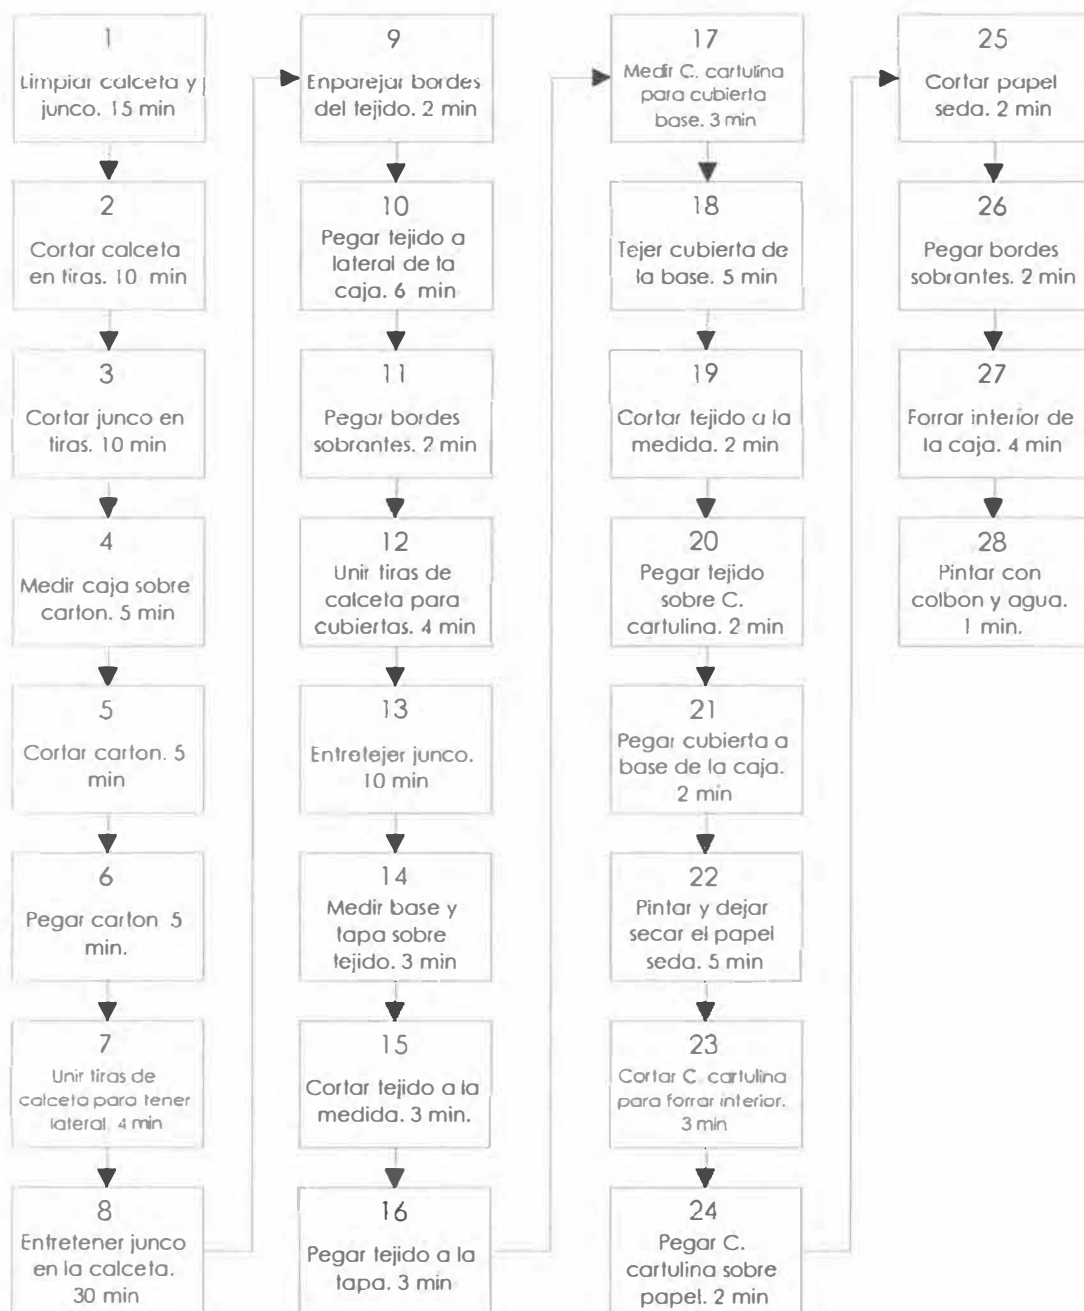 1
Limpiar calceta y
junco. 15 min
2
Cortar calceta
en tiras. 10 min
3
Cortar junco en
tiras. 10 min
4
Medir caja sobre
carton. 5 min
5
Cortar carton. 5
min
6
Pegar carton 5
min.
7
Unir tiras de
calceta para tener
lateral. 4 min
8
Entretener junco
en la calceta.
30 min
9
Enparejar bordes
del tejido. 2 min
10
Pegar tejido a
lateral de la
caja. 6 min
11
Pegar bordes
sobrantes. 2 min
12
Unir tiras de
calceta para
cubiertas. 4 min
13
Entretejer junco.
10 min
14
Medir base y
tapa sobre
tejido. 3 min
15
Cortar tejido a la
medida. 3 min.
16
Pegar tejido a la
tapa. 3 min
17
Medir C. cartulina
para cubierta
base. 3 min
18
Tejer cubierta de
la base. 5 min
19
Cortar tejido a la
medida. 2 min
20
Pegar tejido
sobre C.
cartulina. 2 min
21
Pegar cubierta a
base de la caja.
2 min
22
Pintar y dejar
secar el papel
seda. 5 min
23
Cortar C. cartulina
para forrar interior.
3 min
24
Pegar C.
cartulina sobre
papel. 2 min
25
Cortar papel
seda. 2 min
26
Pegar bordes
sobrantes. 2 min
27
Forrar interior de
la caja. 4 min
28
Pintar con
colbon y agua.
1 min.